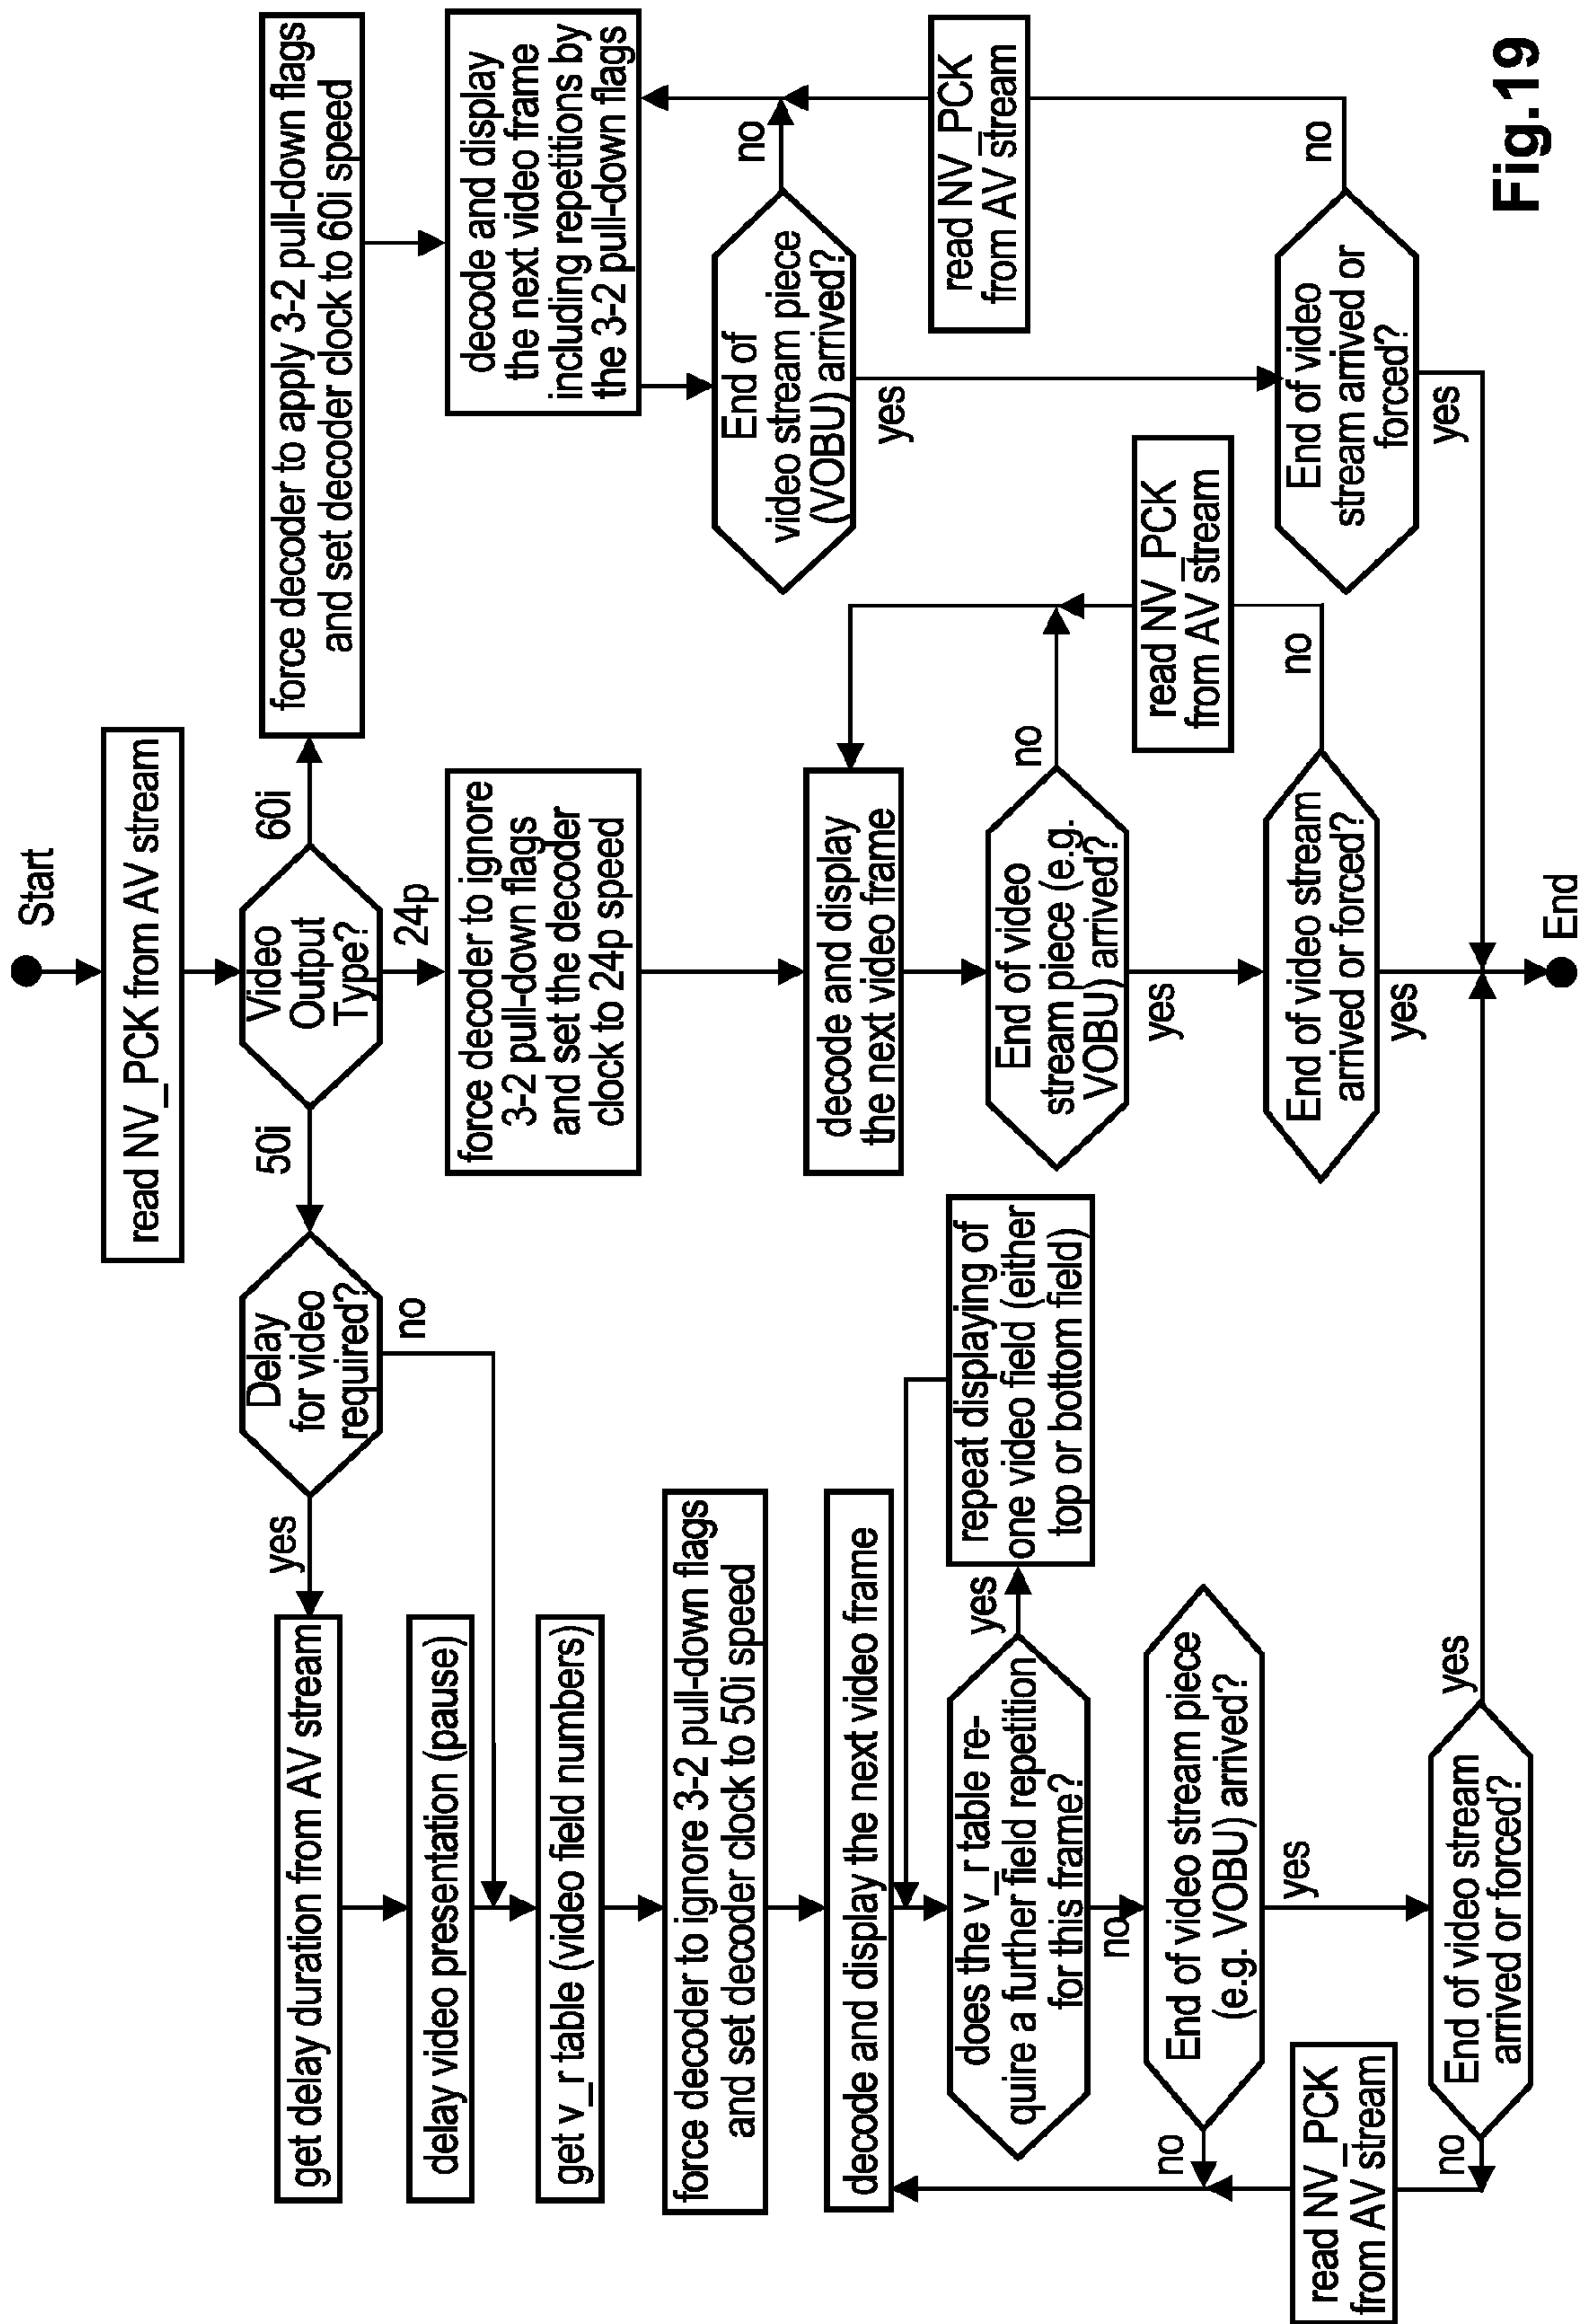 Start
read NV_PCK from AV stream
Video
Output
Type?
50i
60i
24p
Delay
for video
required?
yes
no
get delay duration from AV stream
delay video presentation (pause)
get v_r table (video field numbers)
force decoder to ignore 3-2 pull-down flags
and set decoder clock to 50i speed
decode and display the next video frame
does the v_r table re-
quire a further field repetition
for this frame?
yes
repeat displaying of
one video field (either
top or bottom field)
no
End of video stream piece
(e.g. VOBU) arrived?
no
yes
read NV_PCK
from AV stream
End of video stream
arrived or forced?
no
yes
force decoder to ignore
3-2 pull-down flags
and set the decoder
clock to 24p speed
decode and display
the next video frame
End of video
stream piece (e.g.
VOBU) arrived?
no
yes
read NV_PCK
from AV stream
End of video stream
arrived or forced?
no
yes
End
force decoder to apply 3-2 pull-down flags
and set decoder clock to 60i speed
decode and display
the next video frame
including repetitions by
the 3-2 pull-down flags
End of
video stream piece
(VOBU) arrived?
no
yes
read NV_PCK
from AV stream
End of video
stream arrived or
forced?
no
yes
Fig.19